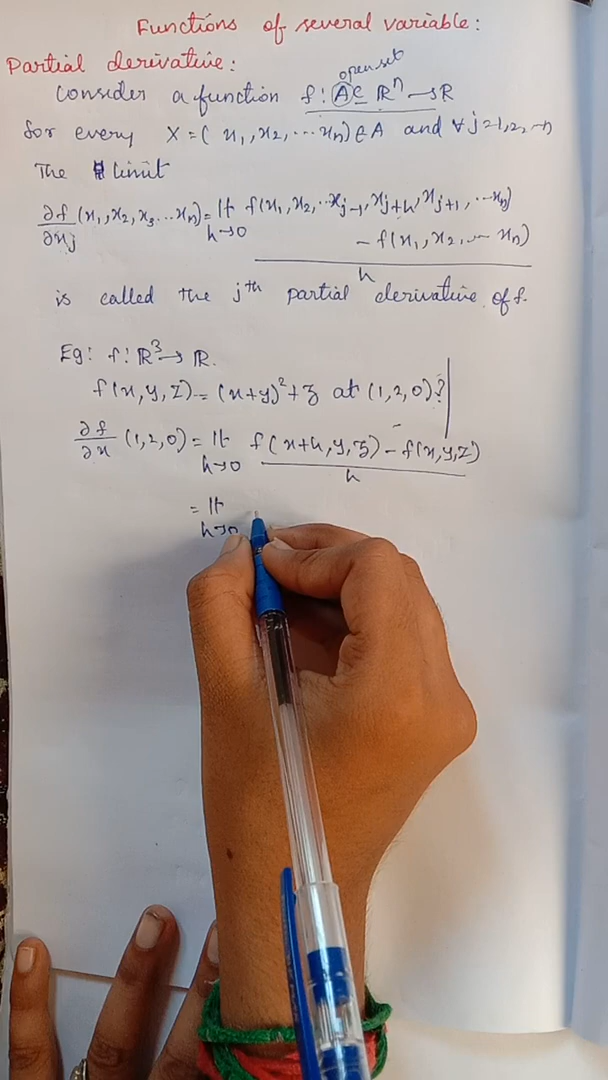 Functions of several variable:
Partial derivative:
open set
Consider a function f: A ⊆ ℝⁿ → ℝ
for every X = (x₁, x₂, ... xₙ) ∈ A and ∀ j = 1, 2, -- n
The limit
∂f/∂xⱼ (x₁, x₂, x₃ ... xₙ) = lt h→0 f(x₁, x₂, ... xⱼ₋₁, xⱼ+h, xⱼ₊₁, ... xₙ)
- f(x₁, x₂, ... xₙ)
h
is called the jᵗʰ partial derivative of f.
Eg: f: ℝ³ → ℝ.
f(x, y, z) = (x+y)² + z at (1, 2, 0)?
∂f/∂x (1, 2, 0) = lt h→0 f(x+h, y, z) - f(x, y, z)
h
= lt
h→0